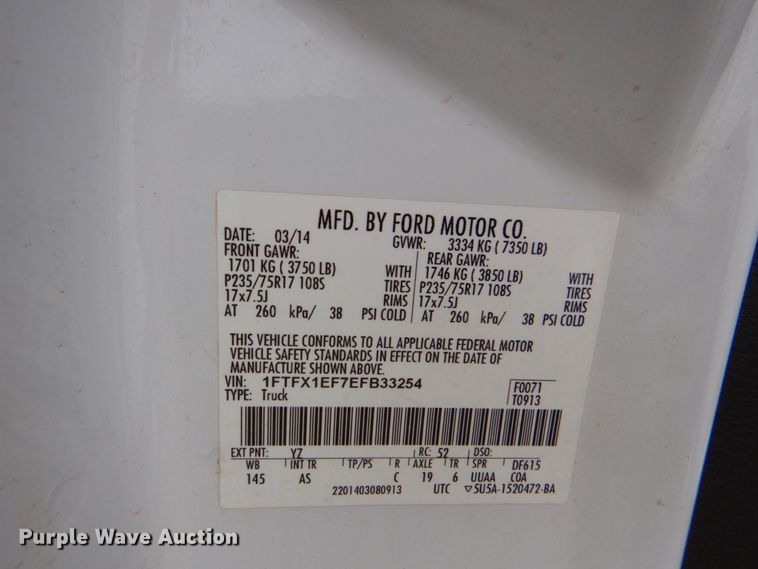 MFD. BY FORD MOTOR CO.
DATE: 03/14 GVWR: 3334 KG ( 7350 LB)
FRONT GAWR: REAR GAWR:
1701 KG ( 3750 LB) WITH 1746 KG ( 3850 LB) WITH
P235/75R17 108S TIRES P235/75R17 108S TIRES
17x7.5J RIMS 17x7.5J RIMS
AT 260 kPa/ 38 PSI COLD AT 260 kPa/ 38 PSI COLD
THIS VEHICLE CONFORMS TO ALL APPLICABLE FEDERAL MOTOR
VEHICLE SAFETY STANDARDS IN EFFECT ON THE DATE OF
MANUFACTURE SHOWN ABOVE.
VIN: 1FTFX1EF7EFB33254 F0071
TYPE: Truck T0913
EXT PNT: YZ RC: 52 DSO:
WB INT TR TP/PS R AXLE TR SPR DF615
145 AS C 19 6 UUAA COA
2201403080913 UTC ▽5U5A-1520472-BA
Purple Wave Auction